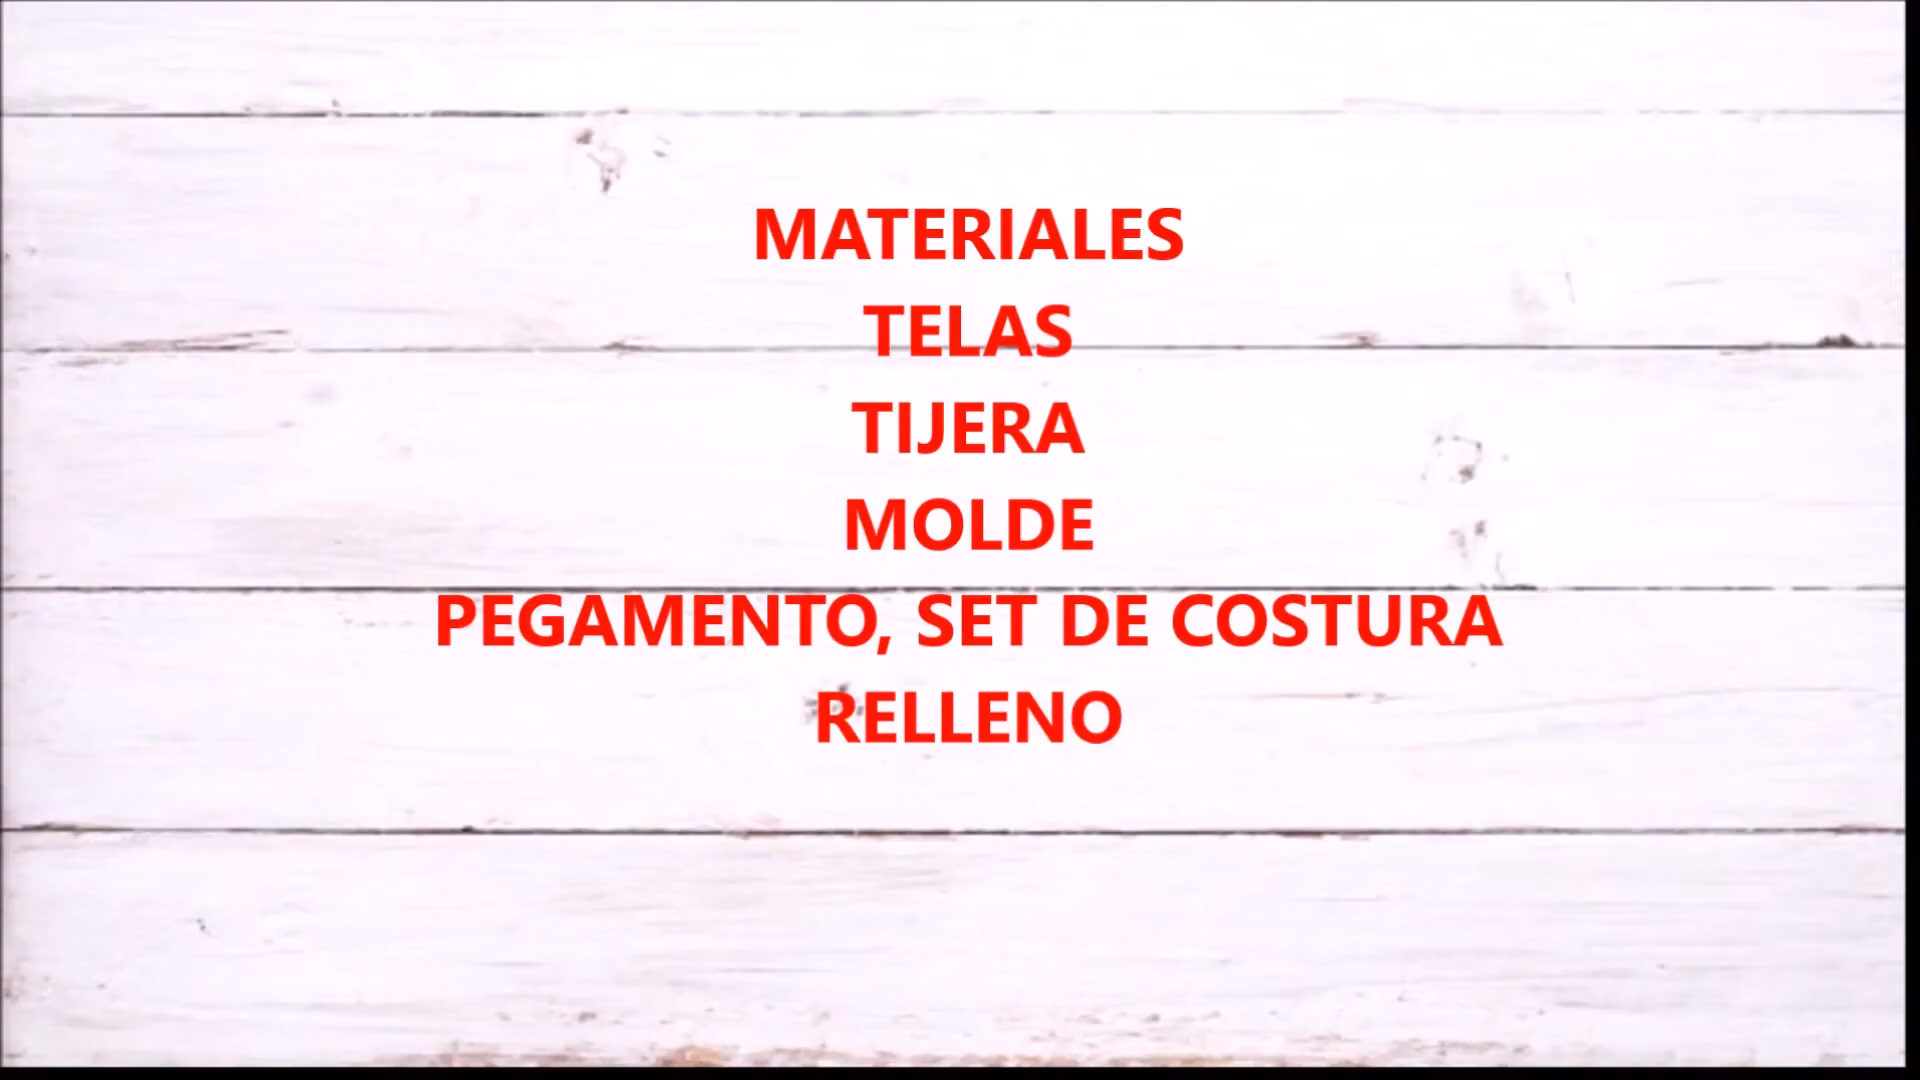 MATERIALES
TELAS
TIJERA
MOLDE
PEGAMENTO, SET DE COSTURA
RELLENO